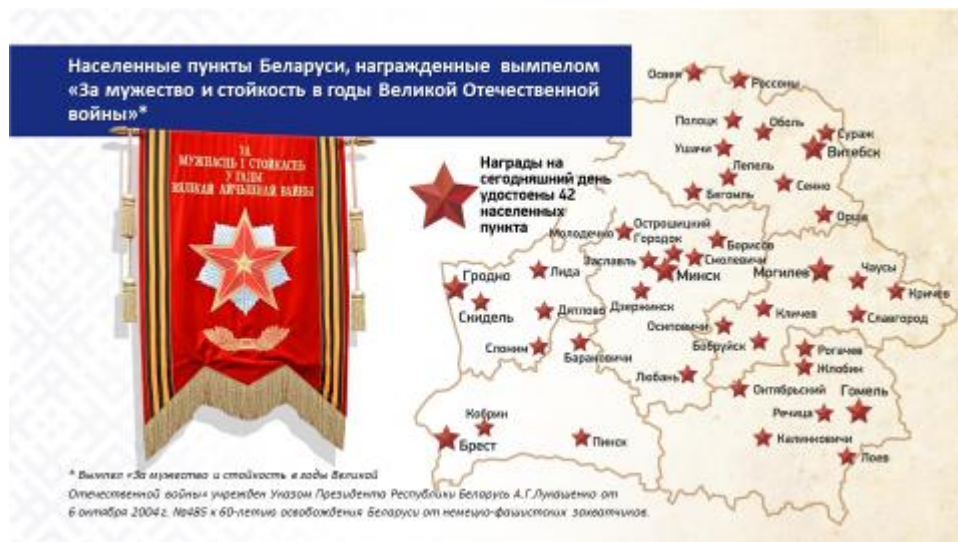 Населенные пункты Беларуси, награжденные вымпелом
«За мужество и стойкость в годы Великой Отечественной
войны»*
ЗА
МУЖНАСЦЬ І СТОЙКАСЦЬ
У ГАДЫ
ВЯЛІКАЙ АЙЧЫННАЙ ВАЙНЫ
Награды на
сегодняшний день
удостоены 42
населенных
пункта
Освея
Россоны
Полоцк
Оболь
Сураж
Ушачи
Витебск
Лепель
Бегомль
Сенно
Орша
Молодечно
Острошицкий
Городок
Борисов
Заславль
Смолевичи
Минск
Могилев
Чаусы
Кричев
Гродно
Лида
Скидель
Дятлово
Дзержинск
Кличев
Славгород
Осиповичи
Слоним
Барановичи
Бобруйск
Рогачев
Жлобин
Любань
Октябрьский
Гомель
Кобрин
Речица
Брест
Пинск
Калинковичи
Лоев
* Вымпел «За мужество и стойкость в годы Великой
Отечественной войны» учрежден Указом Президента Республики Беларусь А.Г.Лукашенко от
6 октября 2004 г. №485 к 60-летию освобождения Беларуси от немецко-фашистских захватчиков.